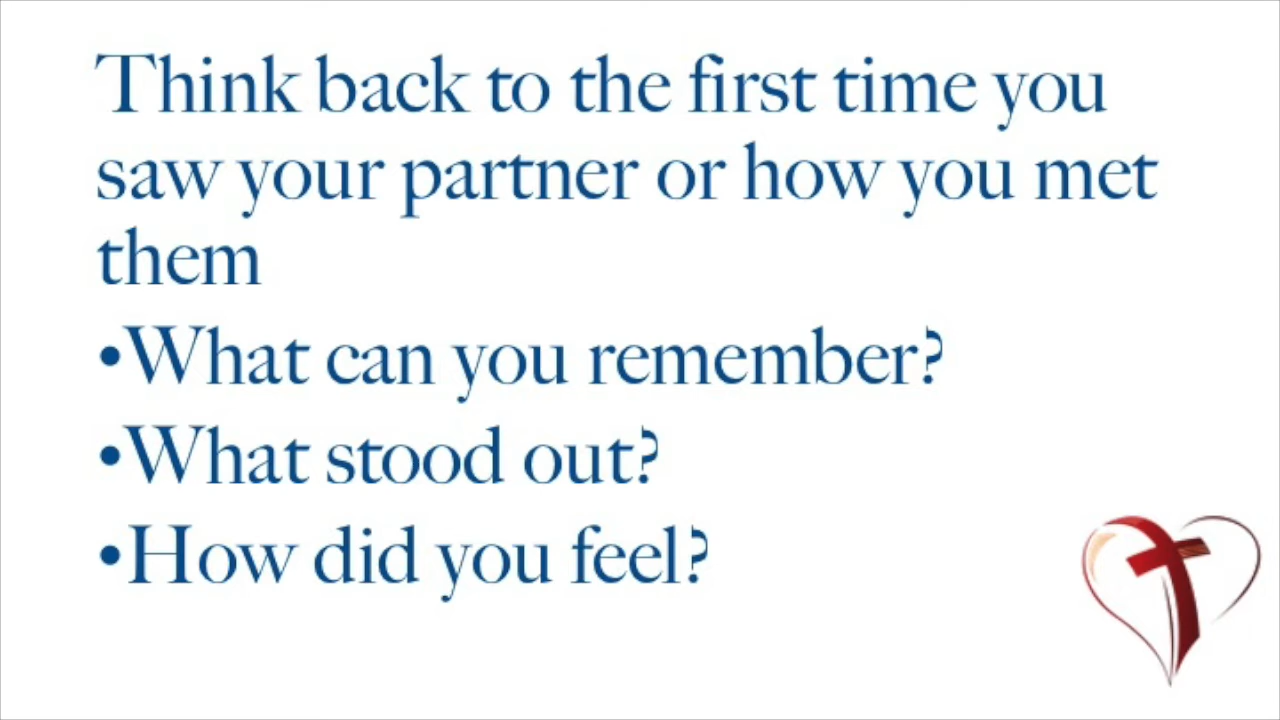 Think back to the first time you
saw your partner or how you met
them
•What can you remember?
•What stood out?
•How did you feel?